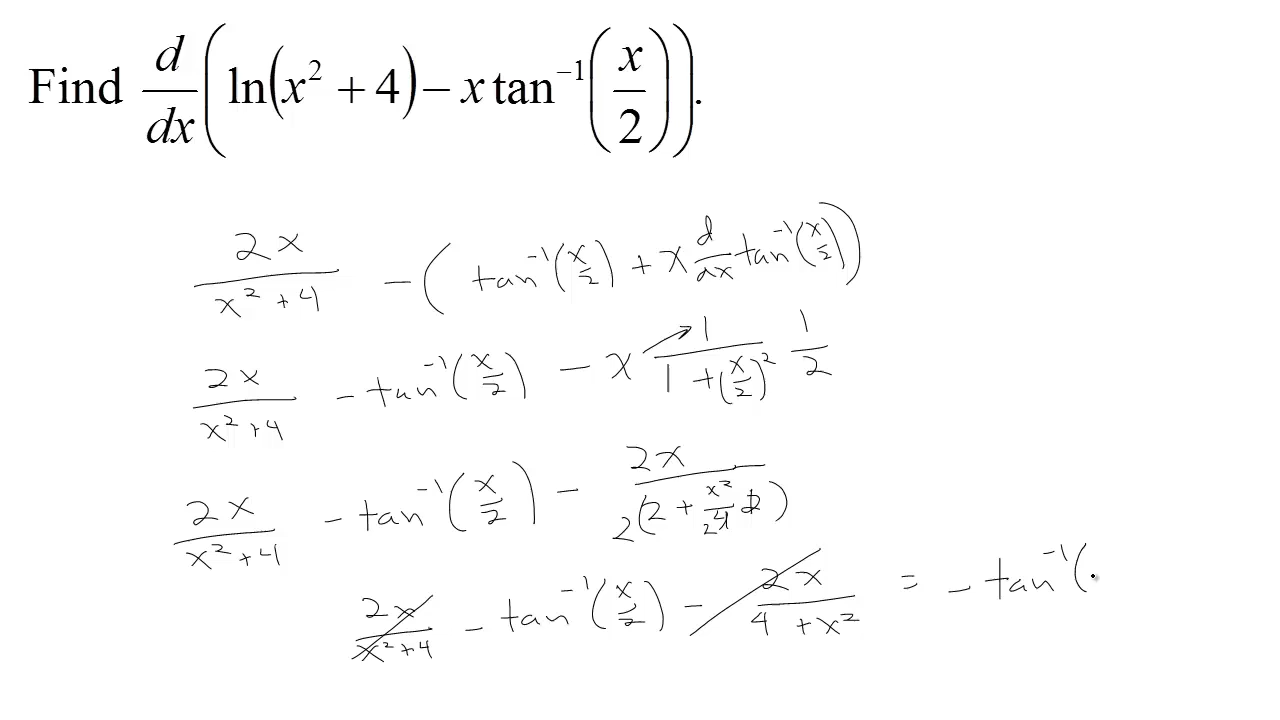 Find d/dx (ln(x² + 4) − x tan⁻¹(x/2)).
2x/(x² + 4) − (tan⁻¹(x/2) + x d/dx tan⁻¹(x/2))
2x/(x² + 4) − tan⁻¹(x/2) − x 1/(1 + (x/2)²) 1/2
2x/(x² + 4) − tan⁻¹(x/2) − 2x/(2(2 + x²/4 2))
2x/(x² + 4) − tan⁻¹(x/2) − 2x/(4 + x²) = − tan⁻¹(